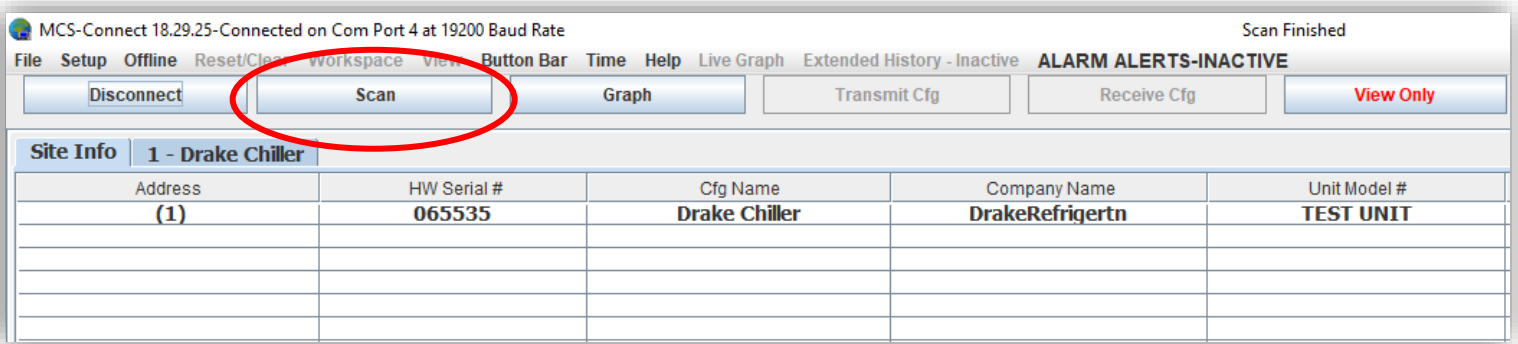 MCS-Connect 18.29.25-Connected on Com Port 4 at 19200 Baud Rate Scan Finished
File Setup Offline Reset/Clear Workspace View Button Bar Time Help Live Graph Extended History - Inactive ALARM ALERTS-INACTIVE
Disconnect Scan Graph Transmit Cfg Receive Cfg View Only
Site Info 1 - Drake Chiller
Address HW Serial # Cfg Name Company Name Unit Model #
(1) 065535 Drake Chiller DrakeRefrigertn TEST UNIT